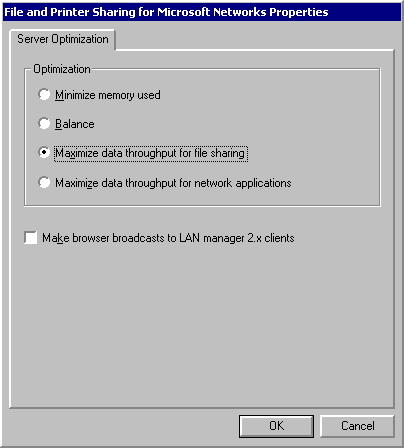 File and Printer Sharing for Microsoft Networks Properties
Server Optimization
Optimization
Minimize memory used
Balance
Maximize data throughput for file sharing
Maximize data throughput for network applications
Make browser broadcasts to LAN manager 2.x clients
OK Cancel